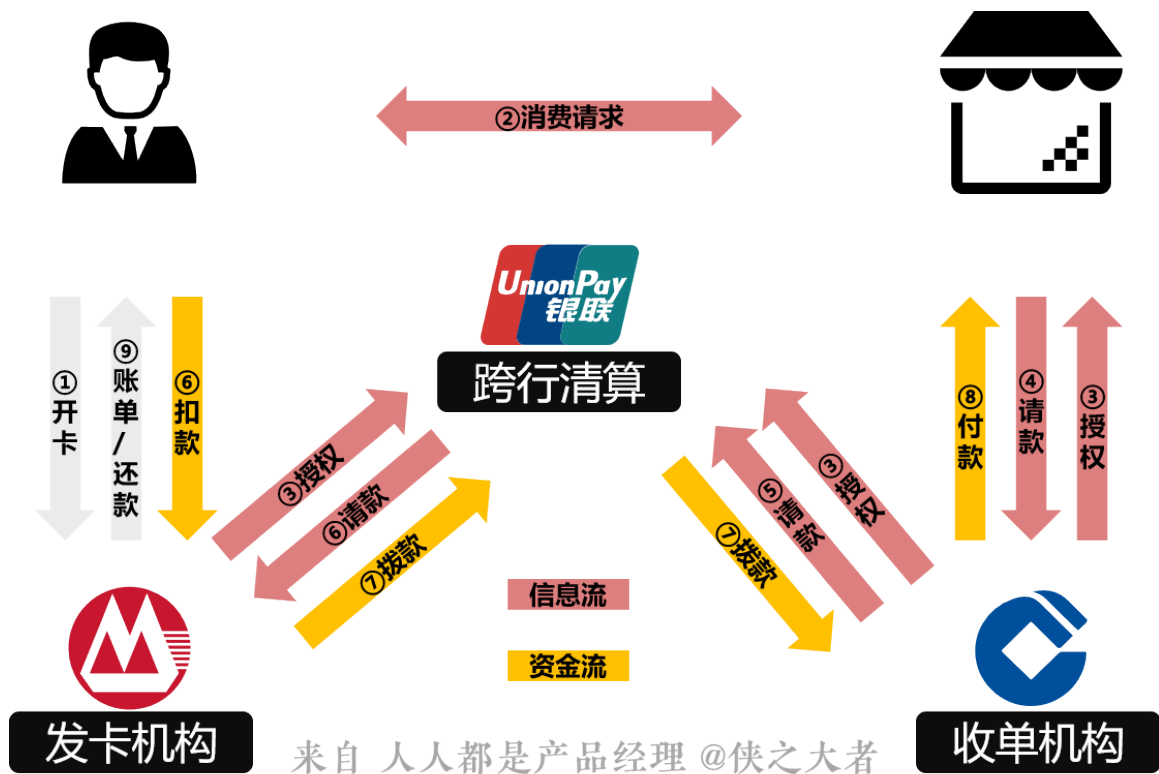 ②消费请求
UnionPay
银联
跨行清算
①开卡
⑨账单/还款
⑥扣款
③授权
⑥请款
⑦拨款
⑦拨款
⑤请款
③授权
⑧付款
④请款
③授权
信息流
资金流
发卡机构
收单机构
来自 人人都是产品经理 @侠之大者